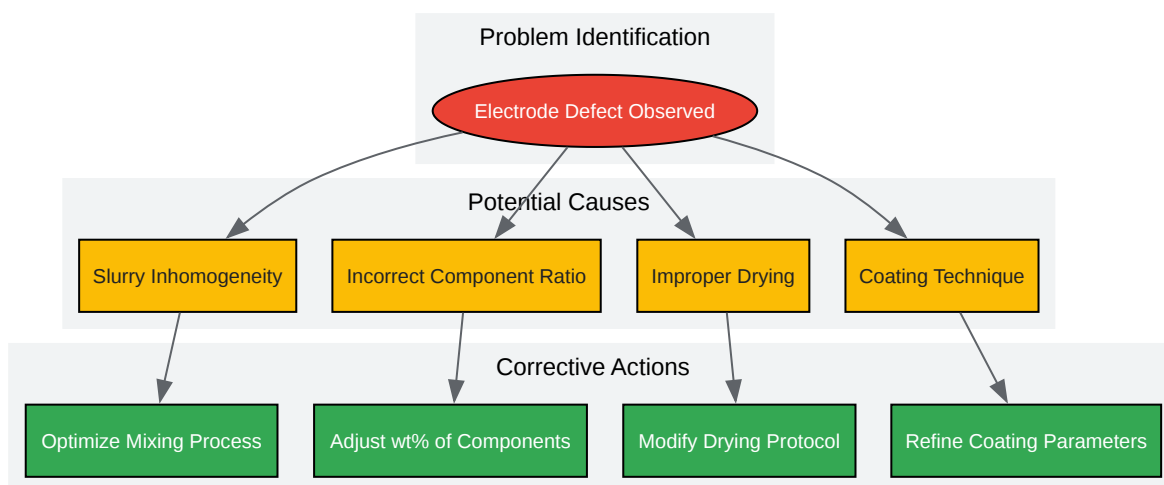 Problem Identification
Electrode Defect Observed
Potential Causes
Slurry Inhomogeneity
Incorrect Component Ratio
Improper Drying
Coating Technique
Corrective Actions
Optimize Mixing Process
Adjust wt% of Components
Modify Drying Protocol
Refine Coating Parameters